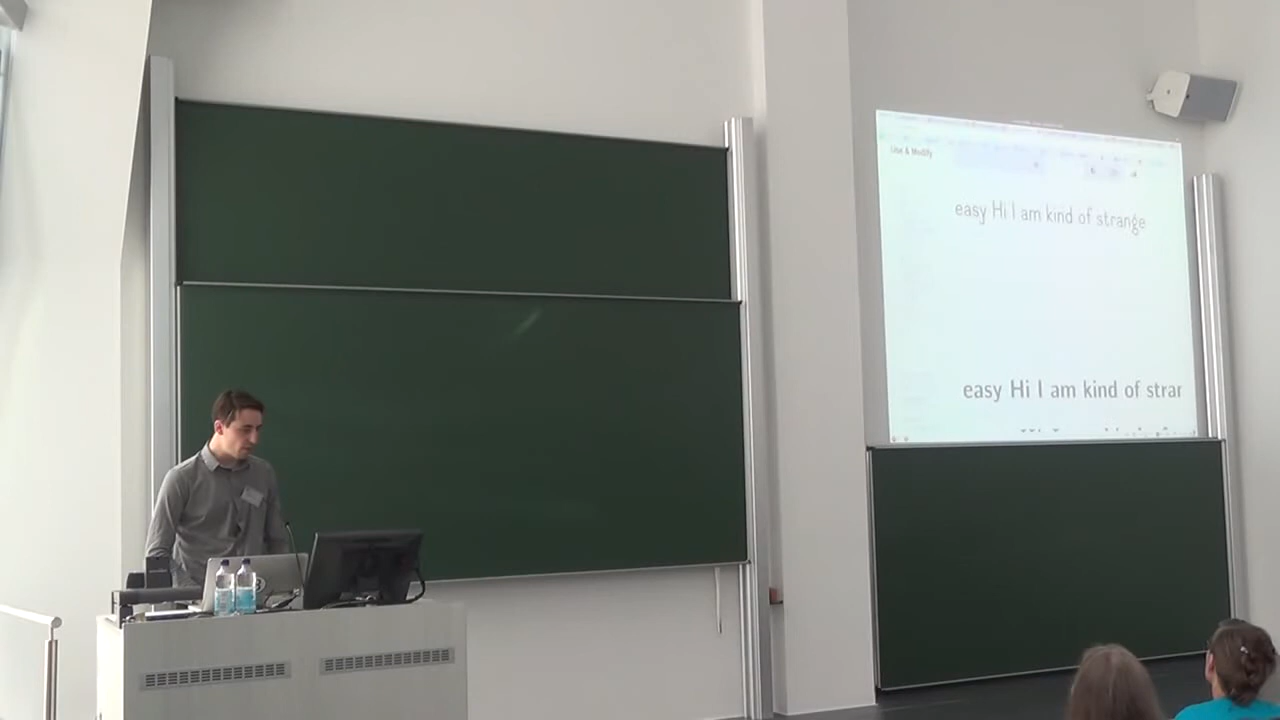 Use & Modify
easy Hi I am kind of strange
easy Hi I am kind of strar